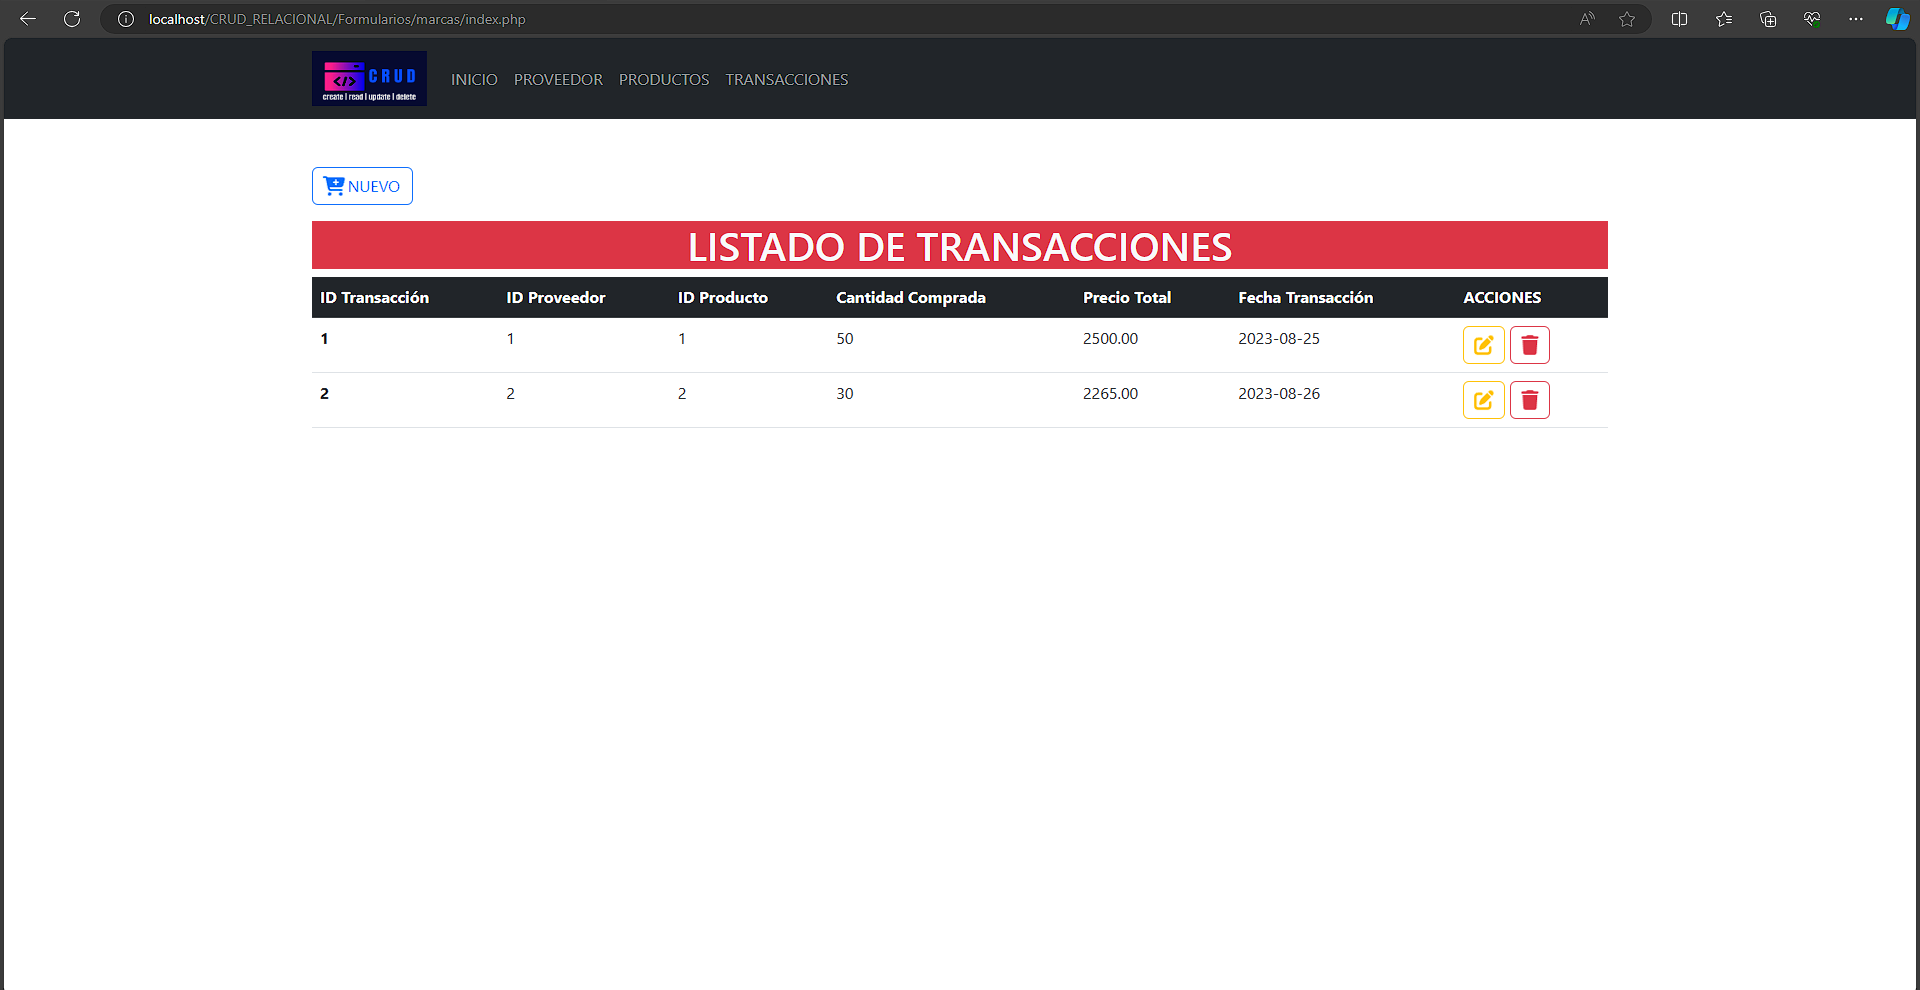 localhost/CRUD_RELACIONAL/Formularios/marcas/index.php
CRUD
create | read | update | delete
INICIO PROVEEDOR PRODUCTOS TRANSACCIONES
NUEVO
LISTADO DE TRANSACCIONES
ID Transacción ID Proveedor ID Producto Cantidad Comprada Precio Total Fecha Transacción ACCIONES
1 1 1 50 2500.00 2023-08-25
2 2 2 30 2265.00 2023-08-26